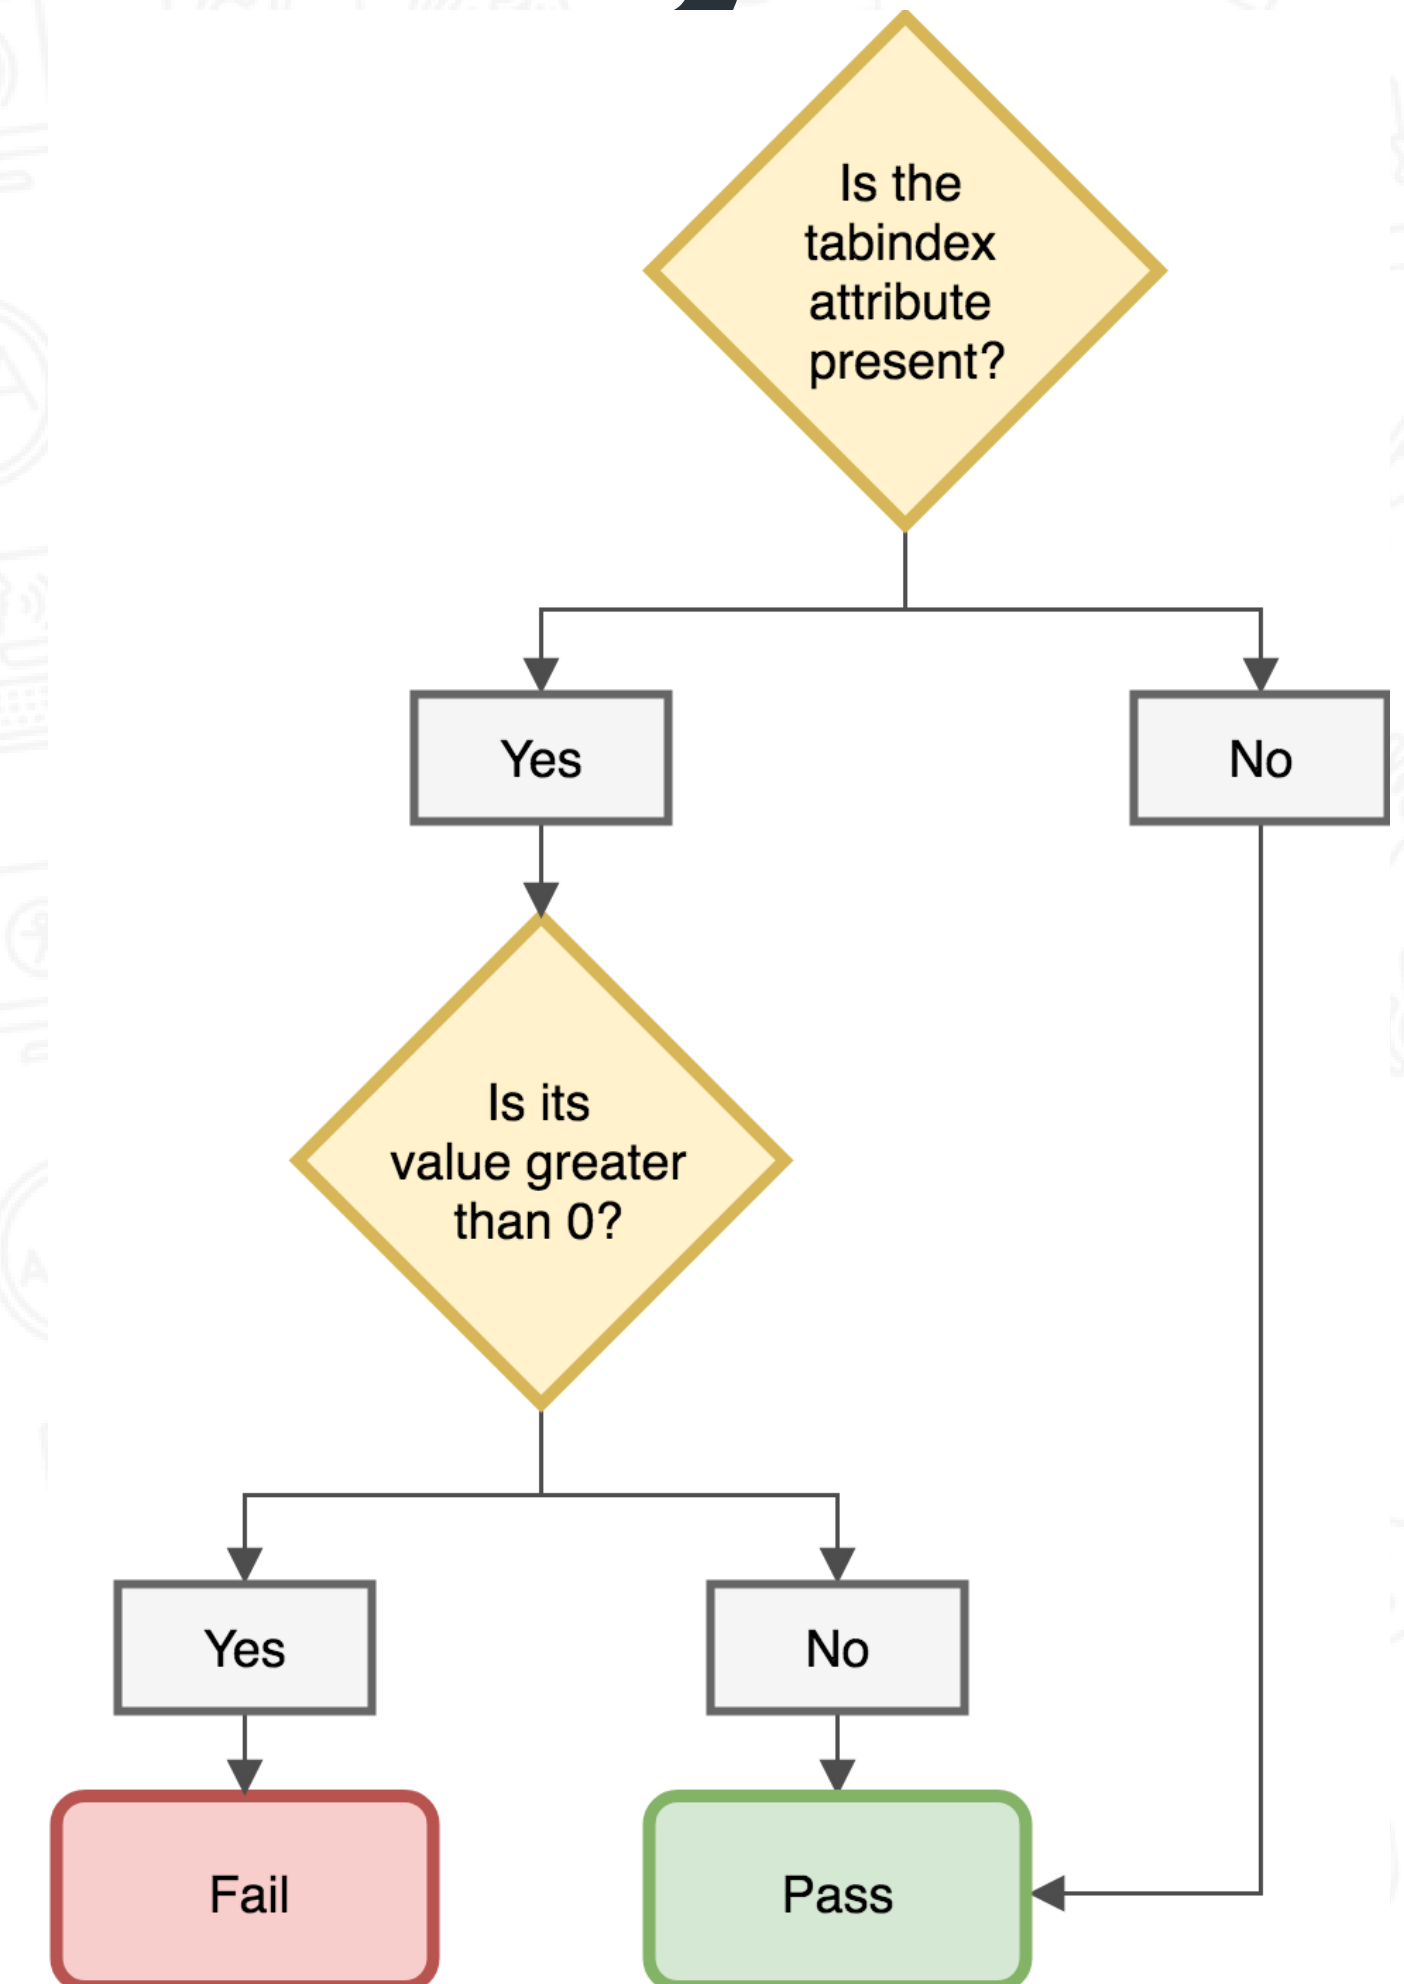 Is the
tabindex
attribute
present?
Yes
No
Is its
value greater
than 0?
Yes
No
Fail
Pass